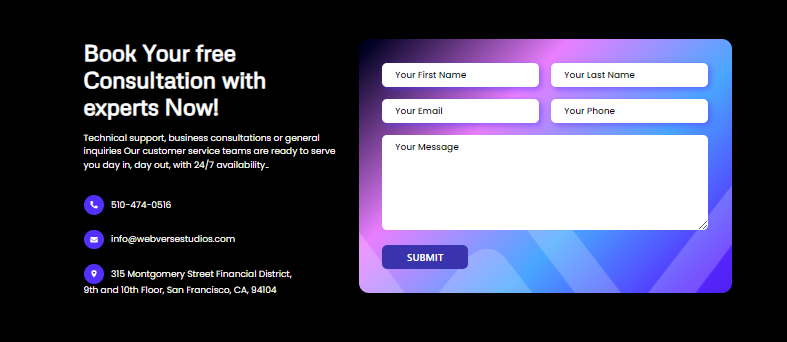 Book Your free
Consultation with
experts Now!
Technical support, business consultations or general
inquiries Our customer service teams are ready to serve
you day in, day out, with 24/7 availability..
510-474-0516
info@webversestudios.com
315 Montgomery Street Financial District,
9th and 10th Floor, San Francisco, CA, 94104
Your First Name
Your Last Name
Your Email
Your Phone
Your Message
SUBMIT